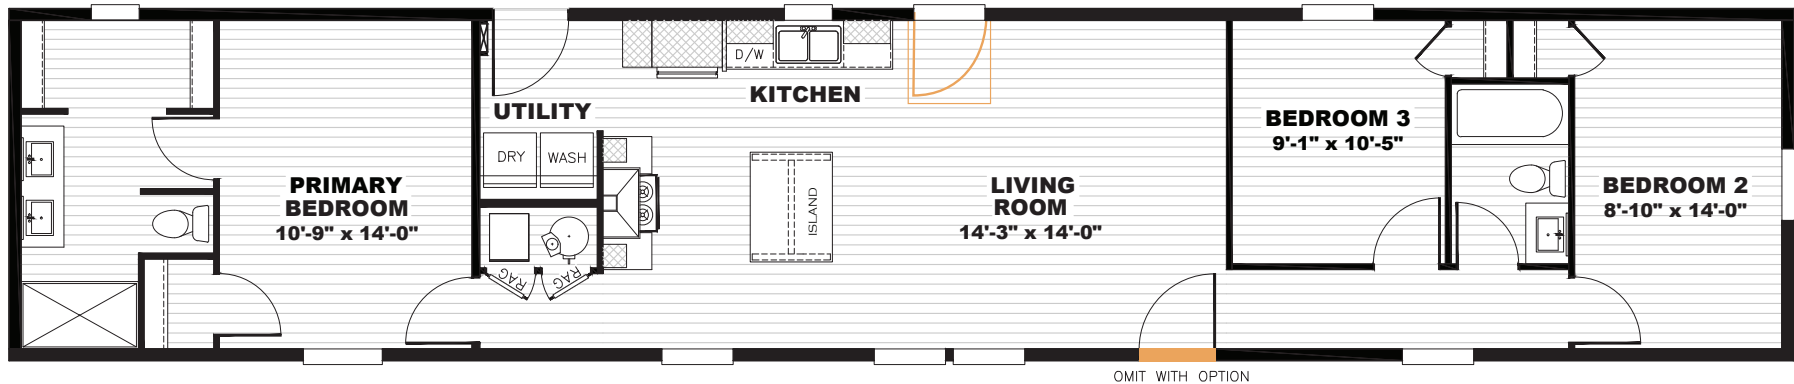 PRIMARY
BEDROOM
10'-9" x 14'-0"
UTILITY
DRY
WASH
RAG
RAG
KITCHEN
D/W
ISLAND
LIVING
ROOM
14'-3" x 14'-0"
BEDROOM 3
9'-1" x 10'-5"
BEDROOM 2
8'-10" x 14'-0"
OMIT WITH OPTION